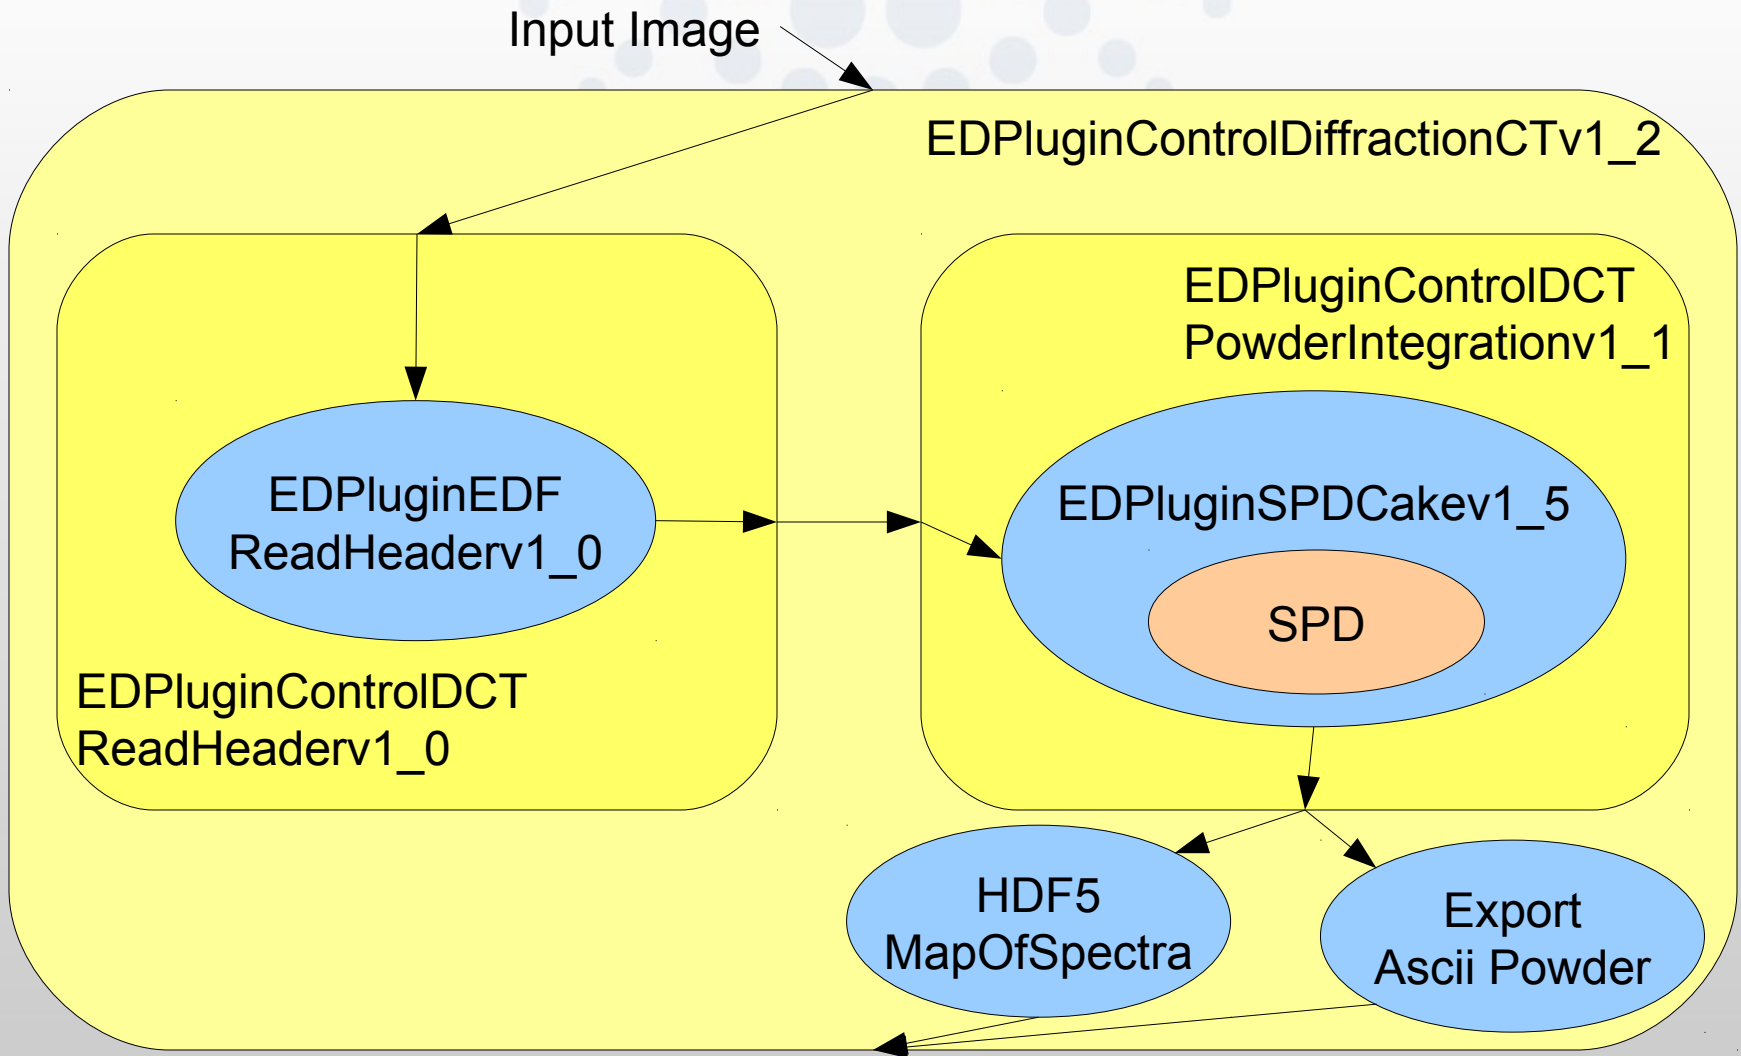 Input Image
EDPluginControlDiffractionCTv1_2
EDPluginControlDCT
PowderIntegrationv1_1
EDPluginEDF
ReadHeaderv1_0
EDPluginSPDCakev1_5
SPD
EDPluginControlDCT
ReadHeaderv1_0
HDF5
MapOfSpectra
Export
Ascii Powder